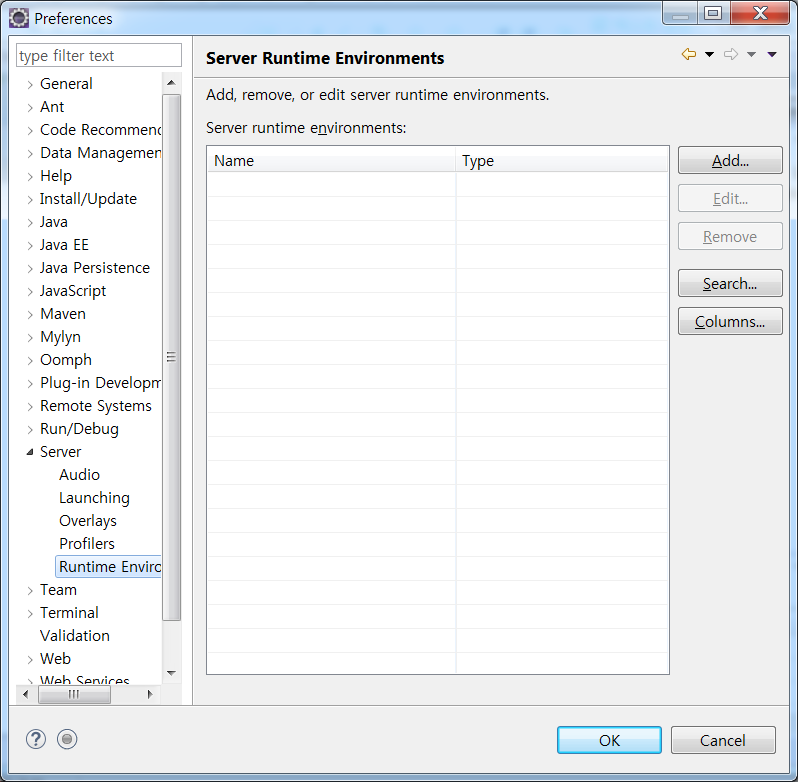 Preferences
type filter text
General
Ant
Code Recommend
Data Managemen
Help
Install/Update
Java
Java EE
Java Persistence
JavaScript
Maven
Mylyn
Oomph
Plug-in Developm
Remote Systems
Run/Debug
Server
Audio
Launching
Overlays
Profilers
Runtime Enviro
Team
Terminal
Validation
Web
Web Services
Server Runtime Environments
Add, remove, or edit server runtime environments.
Server runtime environments:
Name Type
Add...
Edit...
Remove
Search...
Columns...
?
OK Cancel